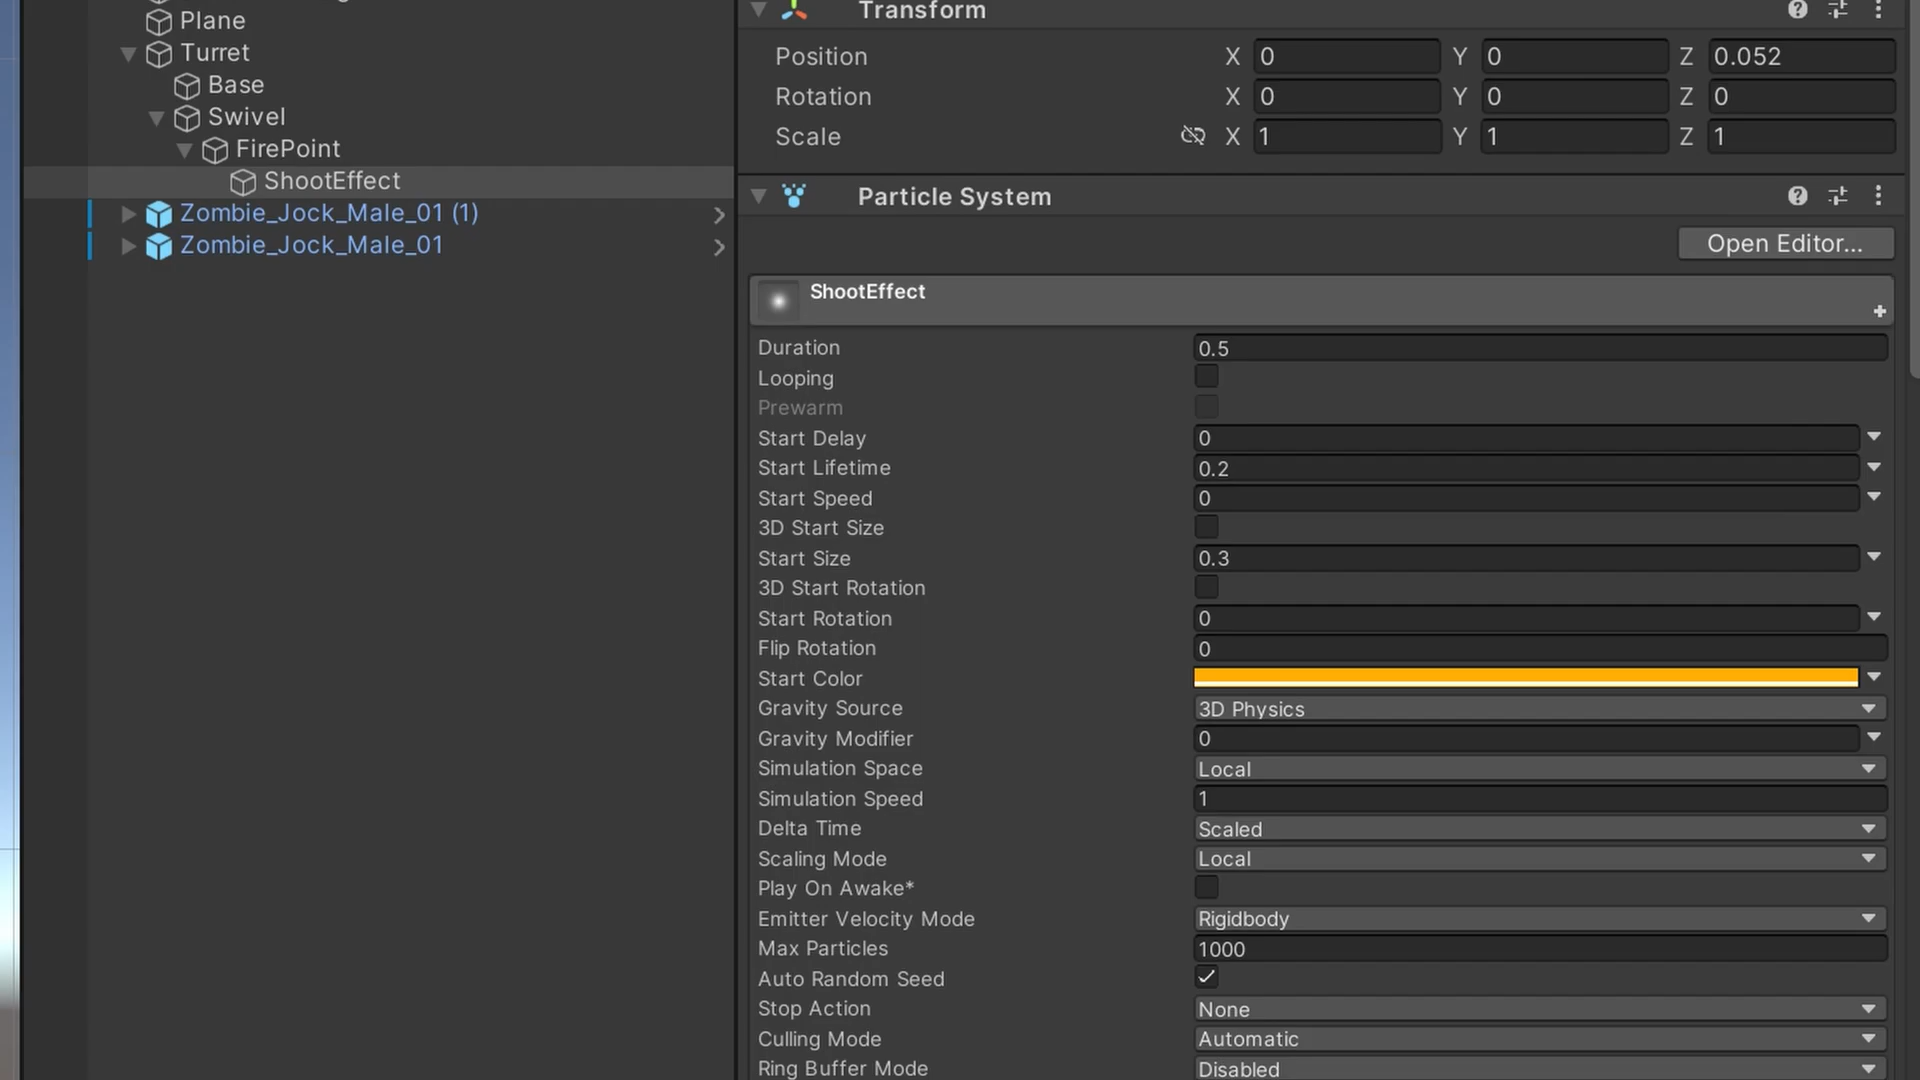 Plane
Turret
Base
Swivel
FirePoint
ShootEffect
Zombie_Jock_Male_01 (1)
Zombie_Jock_Male_01
Transform
Position X 0 Y 0 Z 0.052
Rotation X 0 Y 0 Z 0
Scale X 1 Y 1 Z 1
Particle System
Open Editor...
ShootEffect
Duration 0.5
Looping
Prewarm
Start Delay 0
Start Lifetime 0.2
Start Speed 0
3D Start Size
Start Size 0.3
3D Start Rotation
Start Rotation 0
Flip Rotation 0
Start Color
Gravity Source 3D Physics
Gravity Modifier 0
Simulation Space Local
Simulation Speed 1
Delta Time Scaled
Scaling Mode Local
Play On Awake*
Emitter Velocity Mode Rigidbody
Max Particles 1000
Auto Random Seed
Stop Action None
Culling Mode Automatic
Ring Buffer Mode Disabled